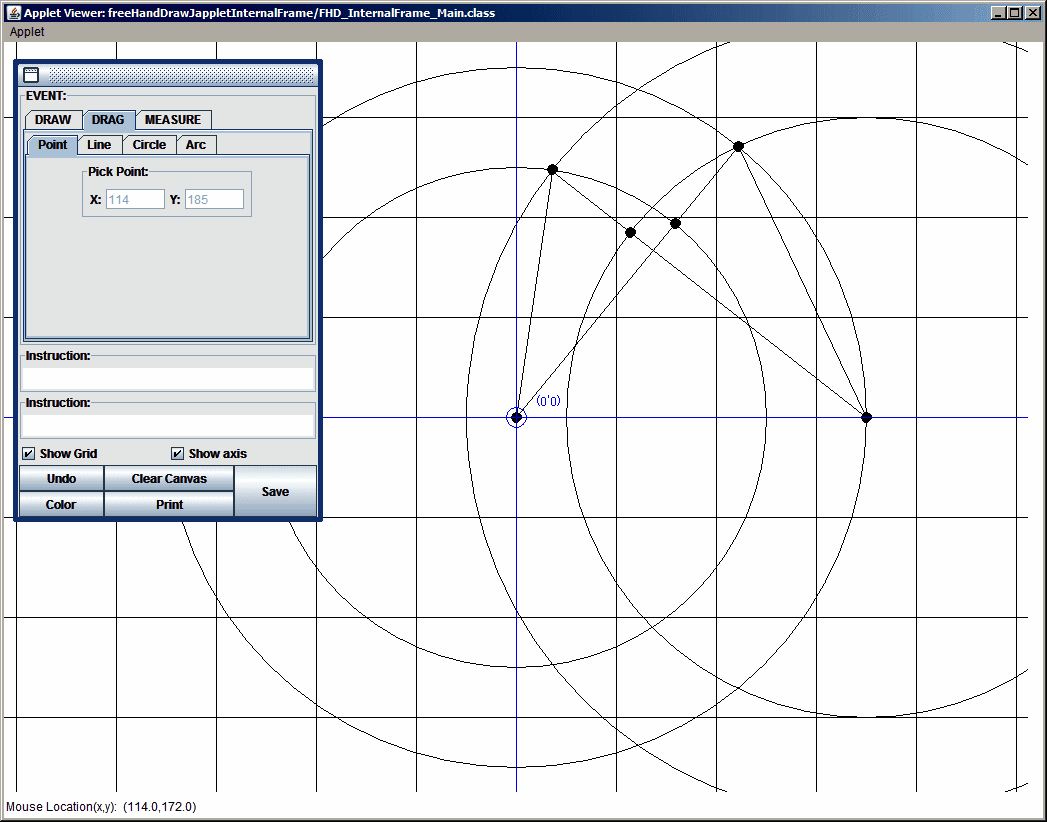 Applet Viewer: freeHandDrawJappletInternalFrame/FHD_InternalFrame_Main.class
Applet
EVENT:
DRAW DRAG MEASURE
Point Line Circle Arc
Pick Point:
X: 114 Y: 185
(0'0)
Instruction:
Instruction:
Show Grid Show axis
Undo Clear Canvas Save
Color Print
Mouse Location(x,y): (114.0,172.0)